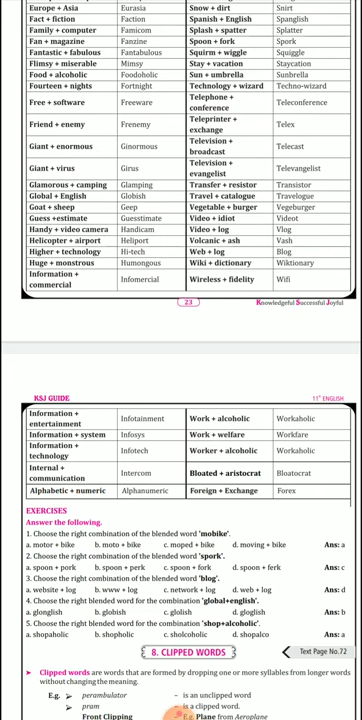 Europe + Asia Eurasia Snow + dirt Snirt
Fact + fiction Faction Spanish + English Spanglish
Family + computer Famicom Splash + spatter Splatter
Fan + magazine Fanzine Spoon + fork Spork
Fantastic + fabulous Fantabulous Squirm + wiggle Squiggle
Flimsy + miserable Mimsy Stay + vacation Staycation
Food + alcoholic Foodoholic Sun + umbrella Sunbrella
Fourteen + nights Fortnight Technology + wizard Techno-wizard
Free + software Freeware Telephone + conference Teleconference
Friend + enemy Frenemy Teleprinter + exchange Telex
Giant + enormous Ginormous Television + broadcast Telecast
Giant + virus Girus Television + evangelist Televangelist
Glamorous + camping Glamping Transfer + resistor Transistor
Global + English Globish Travel + catalogue Travelogue
Goat + sheep Geep Vegetable + burger Vegeburger
Guess +estimate Guesstimate Video + idiot Videot
Handy + video camera Handicam Video + log Vlog
Helicopter + airport Heliport Volcanic + ash Vash
Higher + technology Hi-tech Web + log Blog
Huge + monstrous Humongous Wiki + dictionary Wiktionary
Information + commercial Infomercial Wireless + fidelity Wifi
23 Knowledgeful Successful Joyful
KSJ GUIDE 11th ENGLISH
Information + entertainment Infotainment Work + alcoholic Workaholic
Information + system Infosys Work + welfare Workfare
Information + technology Infotech Worker + alcoholic Workaholic
Internal + communication Intercom Bloated + aristocrat Bloatocrat
Alphabetic + numeric Alphanumeric Foreign + Exchange Forex
EXERCISES
Answer the following.
1. Choose the right combination of the blended word 'mobike'.
a. motor + bike b. moto + bike c. moped + bike d. moving + bike Ans: a
2. Choose the right combination of the blended word 'spork'.
a. spoon + pork b. spoon + perk c. spoon + fork d. spoon + ferk Ans: c
3. Choose the right combination of the blended word 'blog'.
a. website + log b. www + log c. network + log d. web + log Ans: d
4. Choose the right blended word for the combination 'global+english'.
a. glonglish b. globish c. glolish d. gloglish Ans: b
5. Choose the right blended word for the combination 'shop+alcoholic'.
a. shopaholic b. shopholic c. sholcoholic d. shopalco Ans: a
8. CLIPPED WORDS Text Page No.72
➤ Clipped words are words that are formed by dropping one or more syllables from longer words
without changing the meaning.
E.g. ➤ perambulator – is an unclipped word
➤ pram – is a clipped word.
Front Clipping E.g. Plane from Aeroplane